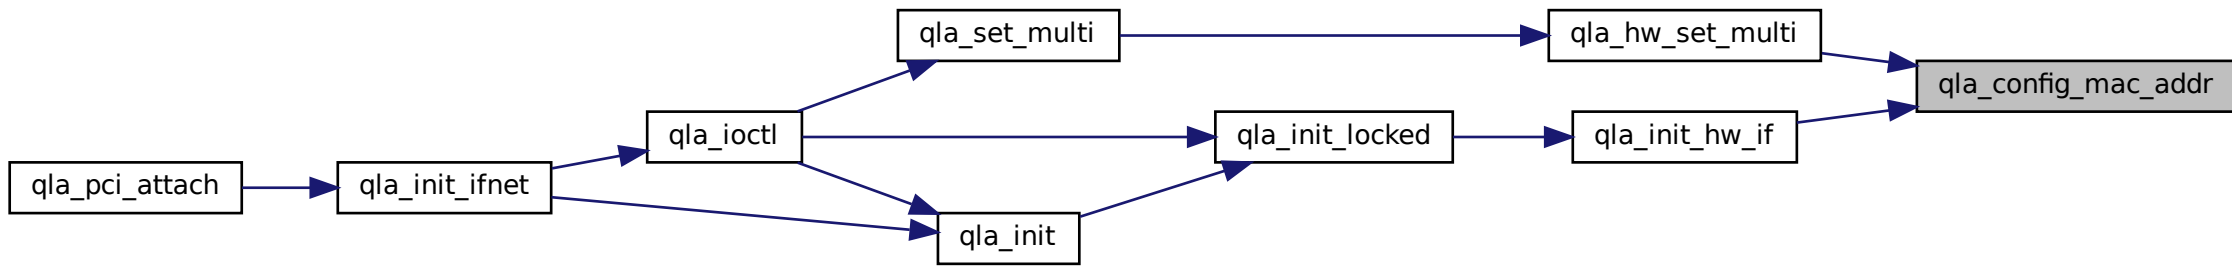 qla_set_multi
qla_hw_set_multi
qla_config_mac_addr
qla_ioctl
qla_init_locked
qla_init_hw_if
qla_pci_attach
qla_init_ifnet
qla_init